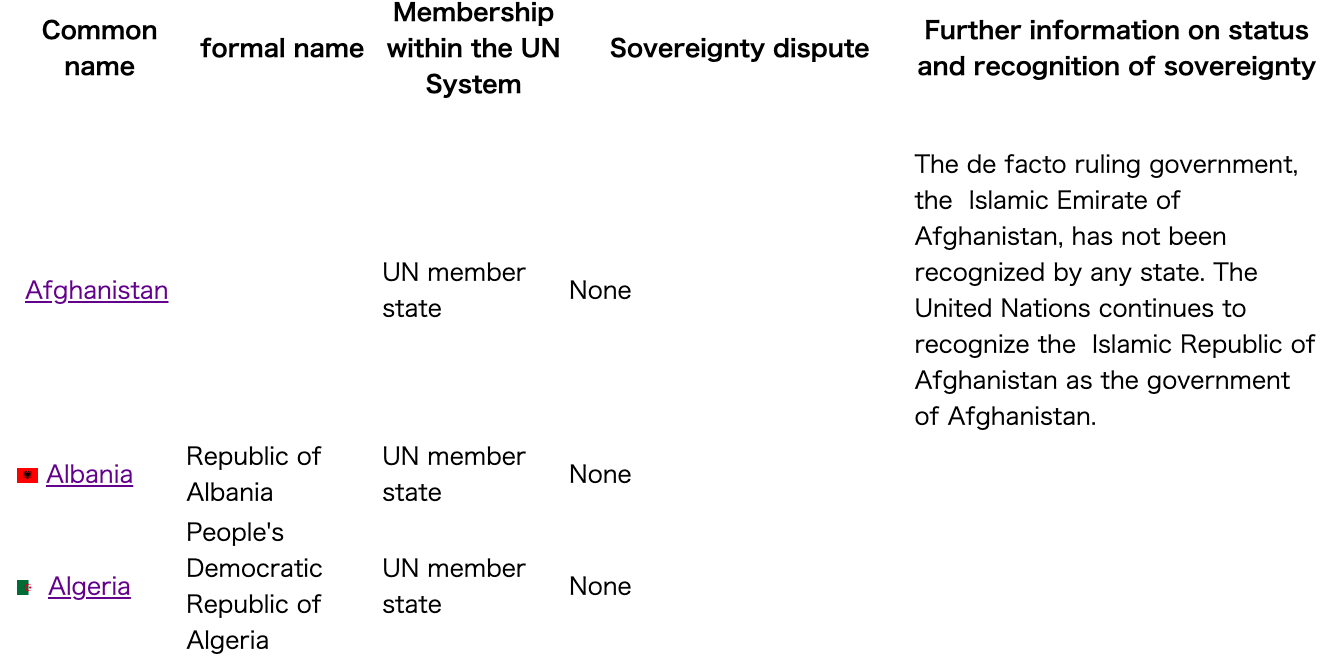 Common
name
formal name
Membership
within the UN
System
Sovereignty dispute
Further information on status
and recognition of sovereignty
Afghanistan
UN member
state
None
The de facto ruling government,
the  Islamic Emirate of
Afghanistan, has not been
recognized by any state. The
United Nations continues to
recognize the  Islamic Republic of
Afghanistan as the government
of Afghanistan.
Albania
Republic of
Albania
UN member
state
None
Algeria
People's
Democratic
Republic of
Algeria
UN member
state
None